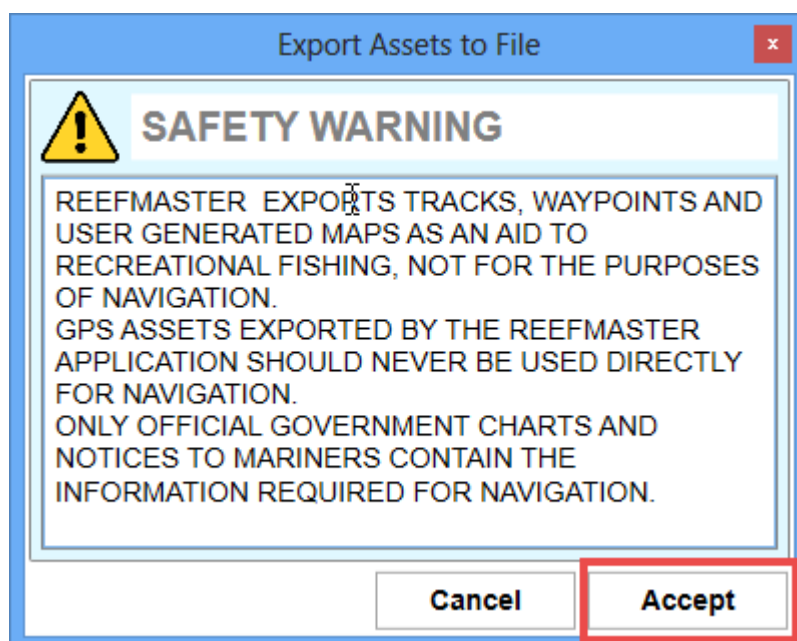 Export Assets to File
x
SAFETY WARNING
REEFMASTER  EXPORTS TRACKS, WAYPOINTS AND
USER GENERATED MAPS AS AN AID TO
RECREATIONAL FISHING, NOT FOR THE PURPOSES
OF NAVIGATION.
GPS ASSETS EXPORTED BY THE REEFMASTER
APPLICATION SHOULD NEVER BE USED DIRECTLY
FOR NAVIGATION.
ONLY OFFICIAL GOVERNMENT CHARTS AND
NOTICES TO MARINERS CONTAIN THE
INFORMATION REQUIRED FOR NAVIGATION.
Cancel Accept